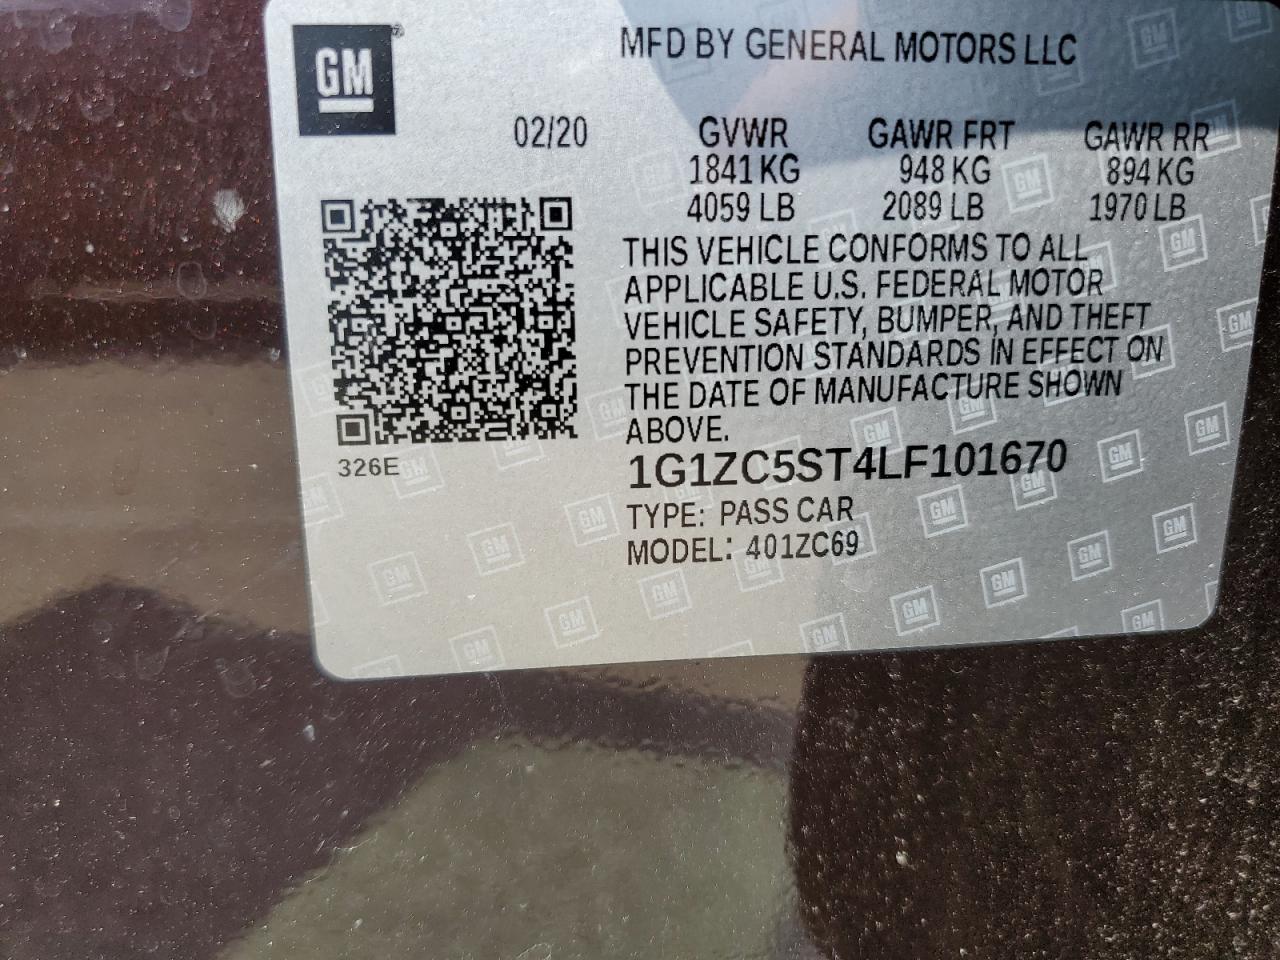 GM
MFD BY GENERAL MOTORS LLC
02/20 GVWR GAWR FRT GAWR RR
1841 KG 948 KG 894 KG
4059 LB 2089 LB 1970 LB
THIS VEHICLE CONFORMS TO ALL
APPLICABLE U.S. FEDERAL MOTOR
VEHICLE SAFETY, BUMPER, AND THEFT
PREVENTION STANDARDS IN EFFECT ON
THE DATE OF MANUFACTURE SHOWN
ABOVE.
326E
1G1ZC5ST4LF101670
TYPE: PASS CAR
MODEL: 401ZC69